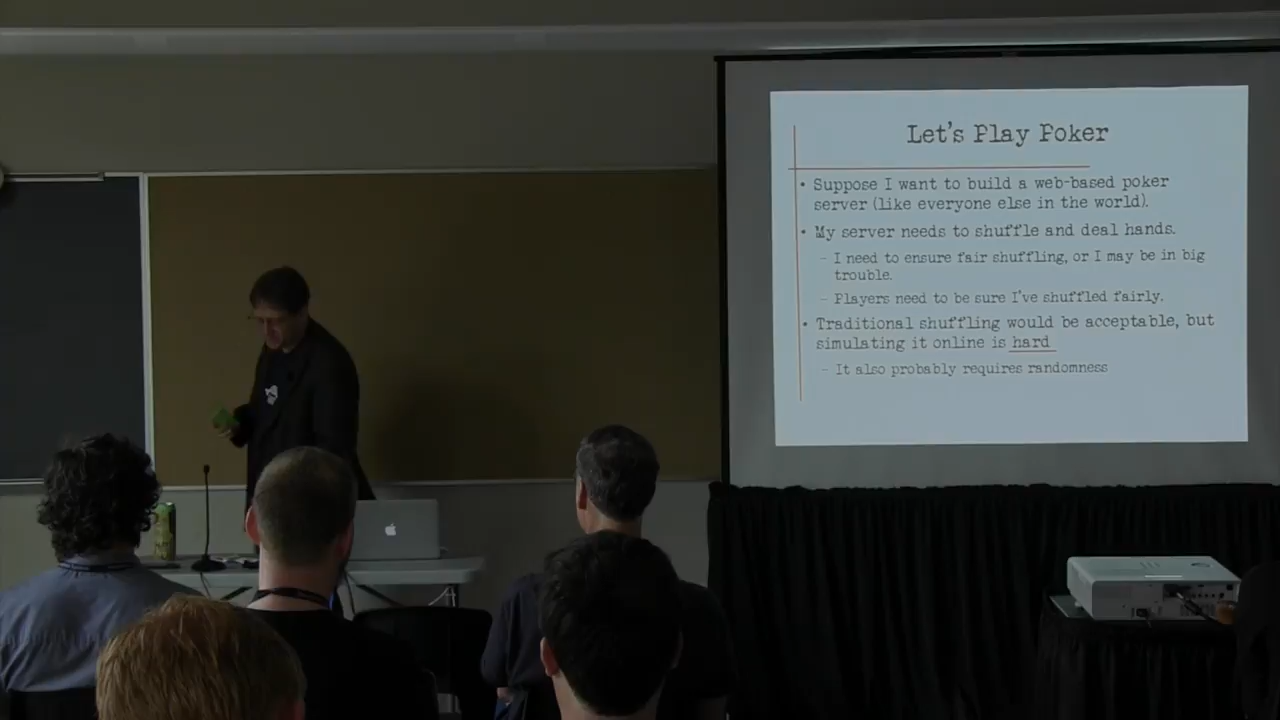 Let's Play Poker
• Suppose I want to build a web-based poker
server (like everyone else in the world).
• My server needs to shuffle and deal hands.
– I need to ensure fair shuffling, or I may be in big
trouble.
– Players need to be sure I've shuffled fairly.
• Traditional shuffling would be acceptable, but
simulating it online is hard
– It also probably requires randomness